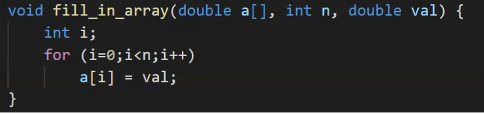 void fill_in_array(double a[], int n, double val) {
    int i;
    for (i=0;i<n;i++)
        a[i] = val;
}